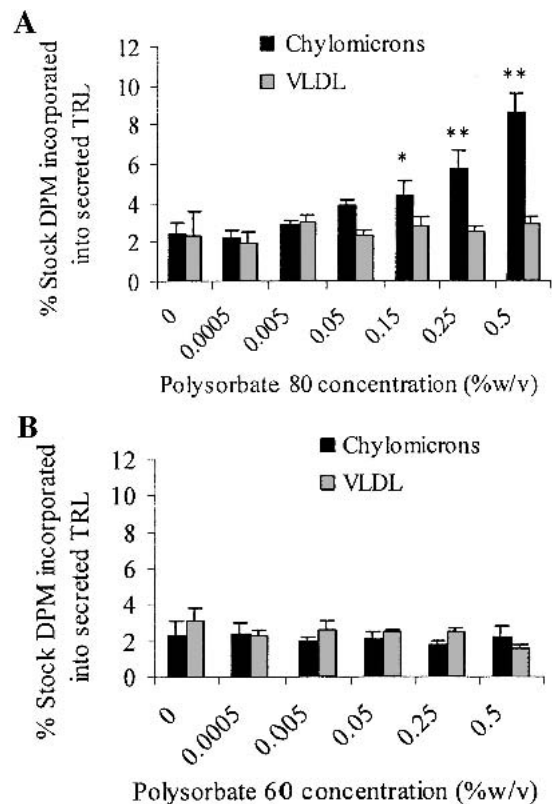 A
% Stock DPM incorporated
into secreted TRL
12
10
8
6
4
2
0
Chylomicrons
VLDL
*
**
**
0
0.0005
0.005
0.05
0.15
0.25
0.5
Polysorbate 80 concentration (%w/v)
B
% Stock DPM incorporated
into secreted TRL
12
10
8
6
4
2
0
Chylomicrons
VLDL
0
0.0005
0.005
0.05
0.25
0.5
Polysorbate 60 concentration (%w/v)